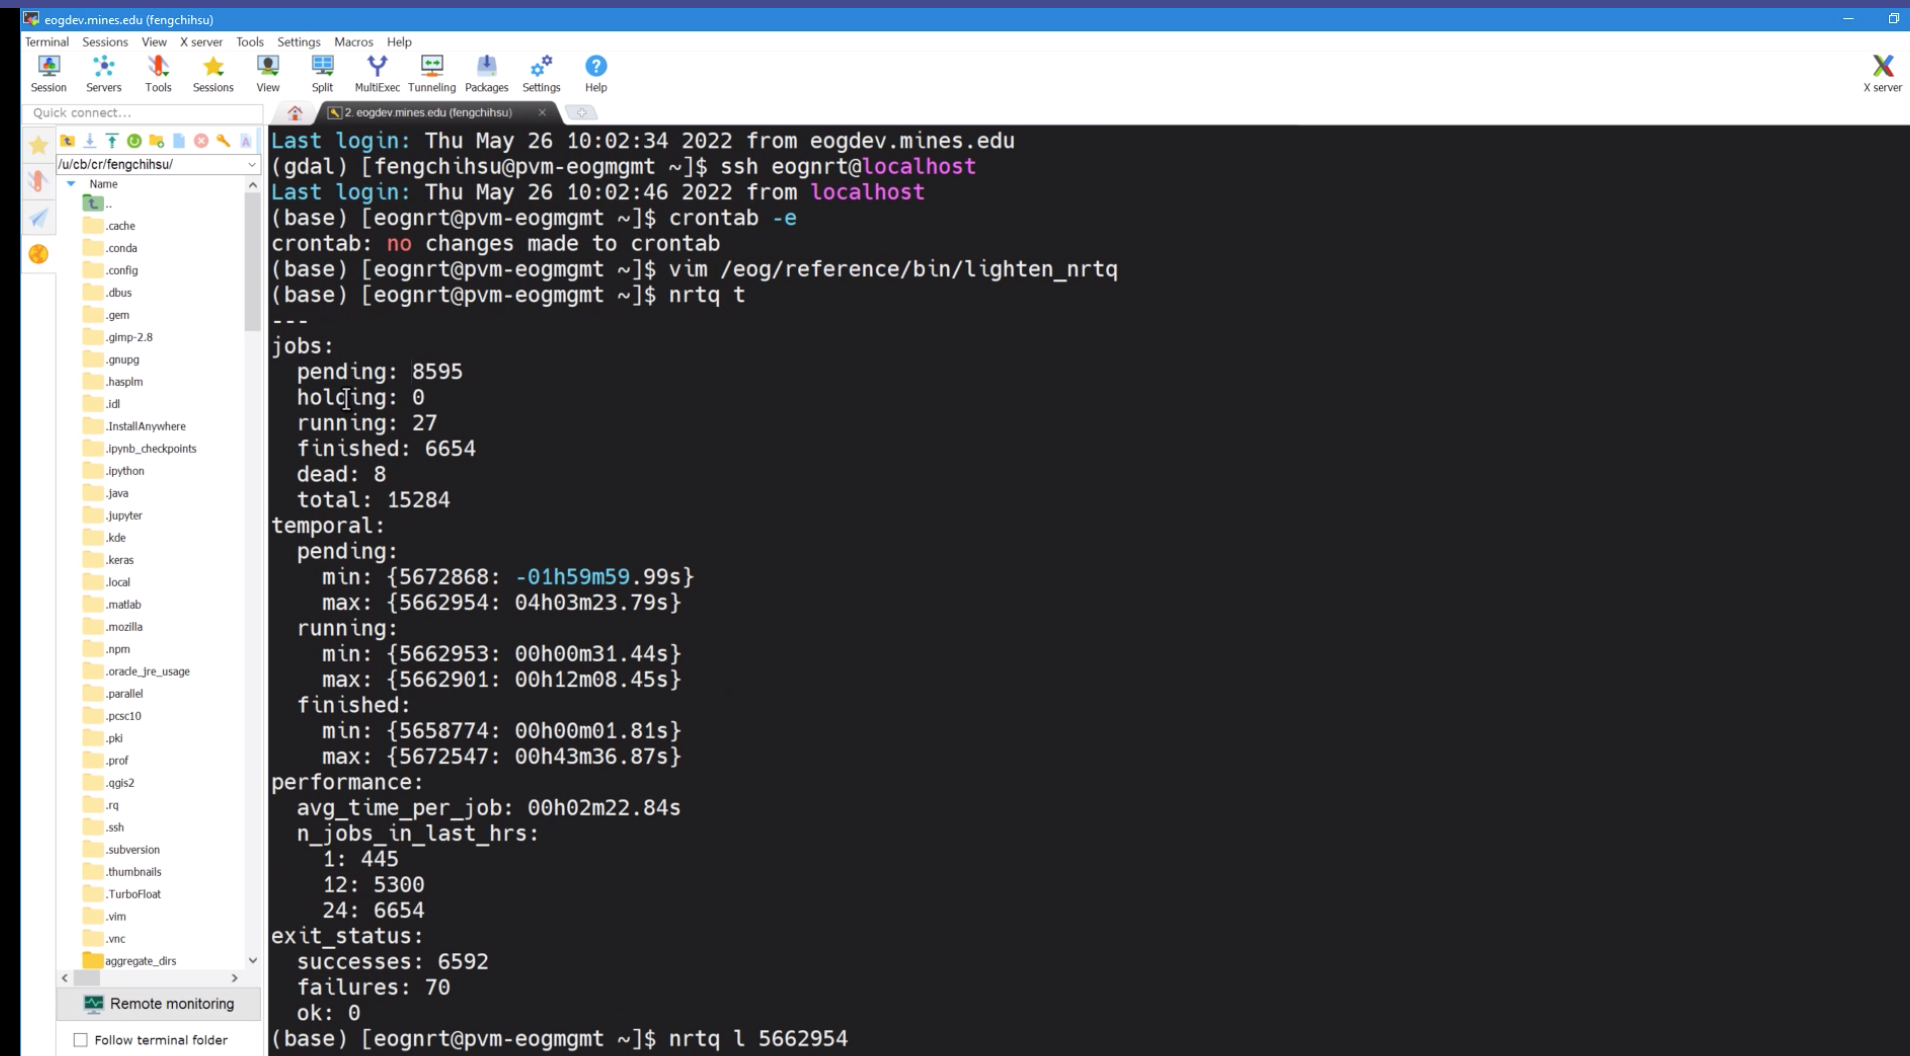 eogdev.mines.edu (fengchihsu)
Terminal Sessions View X server Tools Settings Macros Help
Session Servers Tools Sessions View Split MultiExec Tunneling Packages Settings Help X server
Quick connect...
2. eogdev.mines.edu (fengchihsu)
/u/cb/cr/fengchihsu/
Name
..
.cache
.conda
.config
.dbus
.gem
.gimp-2.8
.gnupg
.hasplm
.idl
.InstallAnywhere
.ipynb_checkpoints
.ipython
.java
.jupyter
.kde
.keras
.local
.matlab
.mozilla
.npm
.oracle_jre_usage
.parallel
.pcsc10
.pki
.prof
.qgis2
.rq
.ssh
.subversion
.thumbnails
.TurboFloat
.vim
.vnc
aggregate_dirs
Remote monitoring
Follow terminal folder
Last login: Thu May 26 10:02:34 2022 from eogdev.mines.edu
(gdal) [fengchihsu@pvm-eogmgmt ~]$ ssh eognrt@localhost
Last login: Thu May 26 10:02:46 2022 from localhost
(base) [eognrt@pvm-eogmgmt ~]$ crontab -e
crontab: no changes made to crontab
(base) [eognrt@pvm-eogmgmt ~]$ vim /eog/reference/bin/lighten_nrtq
(base) [eognrt@pvm-eogmgmt ~]$ nrtq t
---
jobs:
pending: 8595
holding: 0
running: 27
finished: 6654
dead: 8
total: 15284
temporal:
pending:
min: {5672868: -01h59m59.99s}
max: {5662954: 04h03m23.79s}
running:
min: {5662953: 00h00m31.44s}
max: {5662901: 00h12m08.45s}
finished:
min: {5658774: 00h00m01.81s}
max: {5672547: 00h43m36.87s}
performance:
avg_time_per_job: 00h02m22.84s
n_jobs_in_last_hrs:
1: 445
12: 5300
24: 6654
exit_status:
successes: 6592
failures: 70
ok: 0
(base) [eognrt@pvm-eogmgmt ~]$ nrtq l 5662954